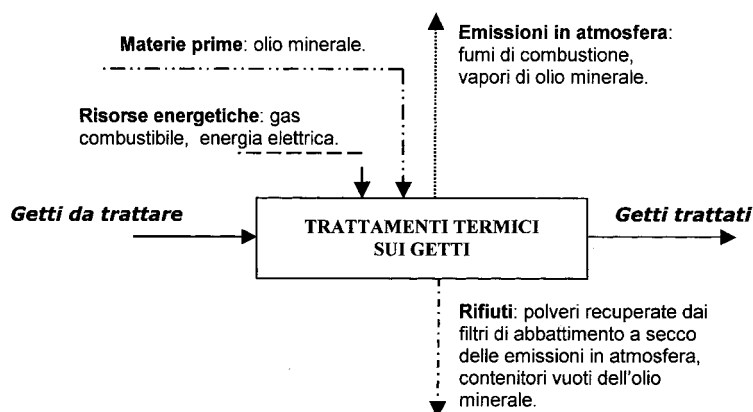 Materie prime: olio minerale.
Emissioni in atmosfera:
fumi di combustione,
vapori di olio minerale.
Risorse energetiche: gas
combustibile, energia elettrica.
Getti da trattare
TRATTAMENTI TERMICI
SUI GETTI
Getti trattati
Rifiuti: polveri recuperate dai
filtri di abbattimento a secco
delle emissioni in atmosfera,
contenitori vuoti dell'olio
minerale.